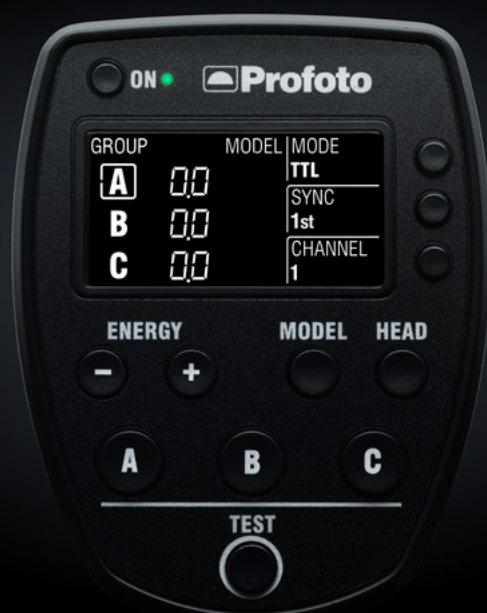 ON Profoto
GROUP MODEL MODE
TTL
A 0.0
SYNC
1st
B 0.0
CHANNEL
1
C 0.0
ENERGY MODEL HEAD
- +
A B C
TEST